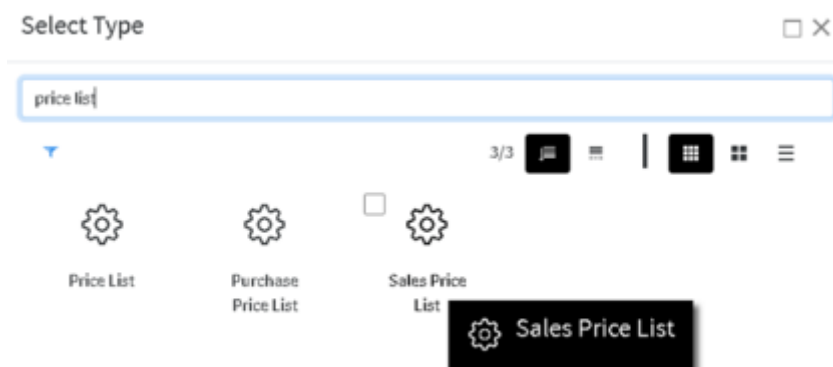 Select Type
price list
3/3
Price List
Purchase
Price List
Sales Price
List
Sales Price List